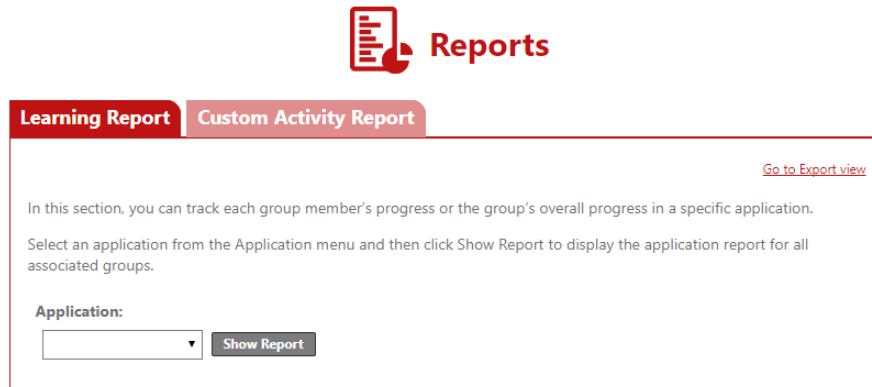 Reports
Learning Report
Custom Activity Report
Go to Export view
In this section, you can track each group member's progress or the group's overall progress in a specific application.
Select an application from the Application menu and then click Show Report to display the application report for all
associated groups.
Application:
Show Report